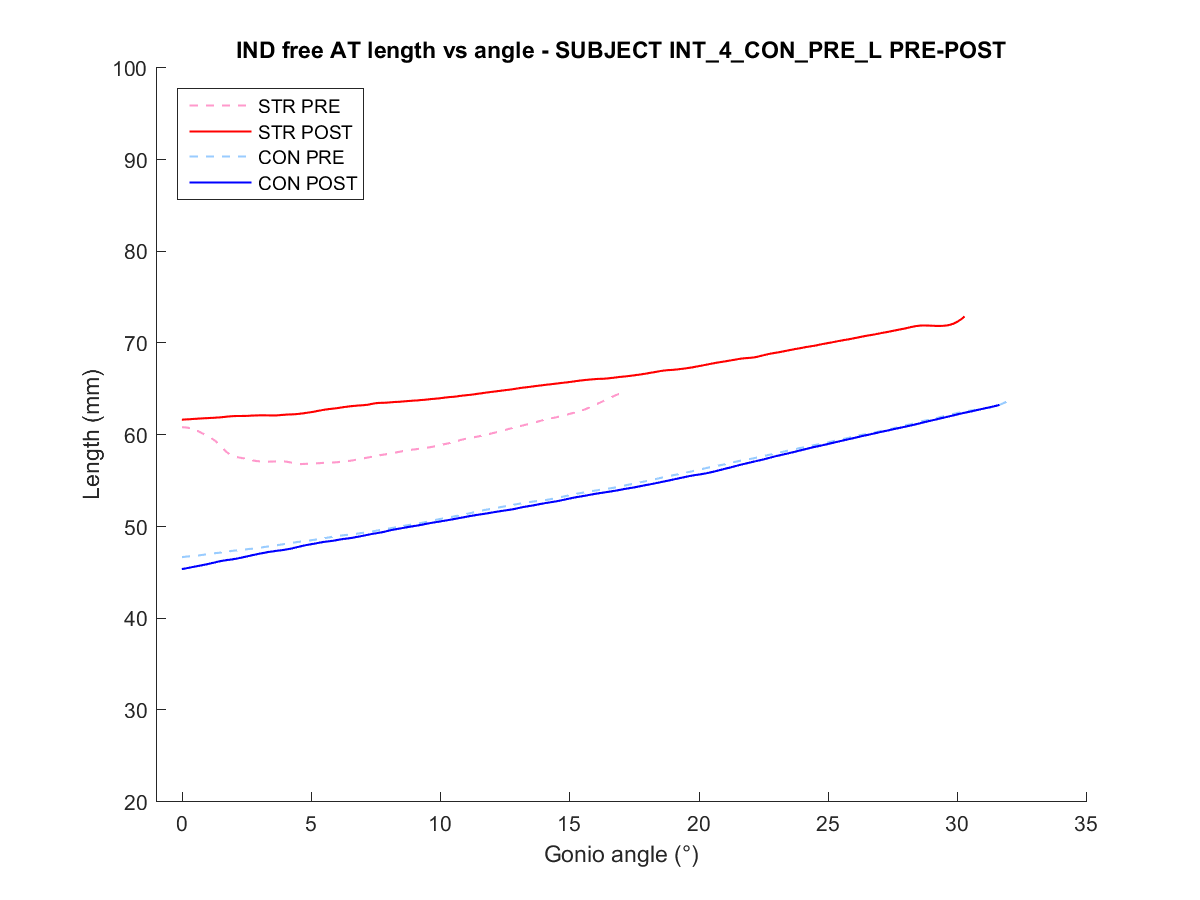 IND free AT length vs angle - SUBJECT INT_4_CON_PRE_L PRE-POST
100
90
80
70
60
50
40
30
20
Length (mm)
STR PRE
STR POST
CON PRE
CON POST
0 5 10 15 20 25 30 35
Gonio angle (°)